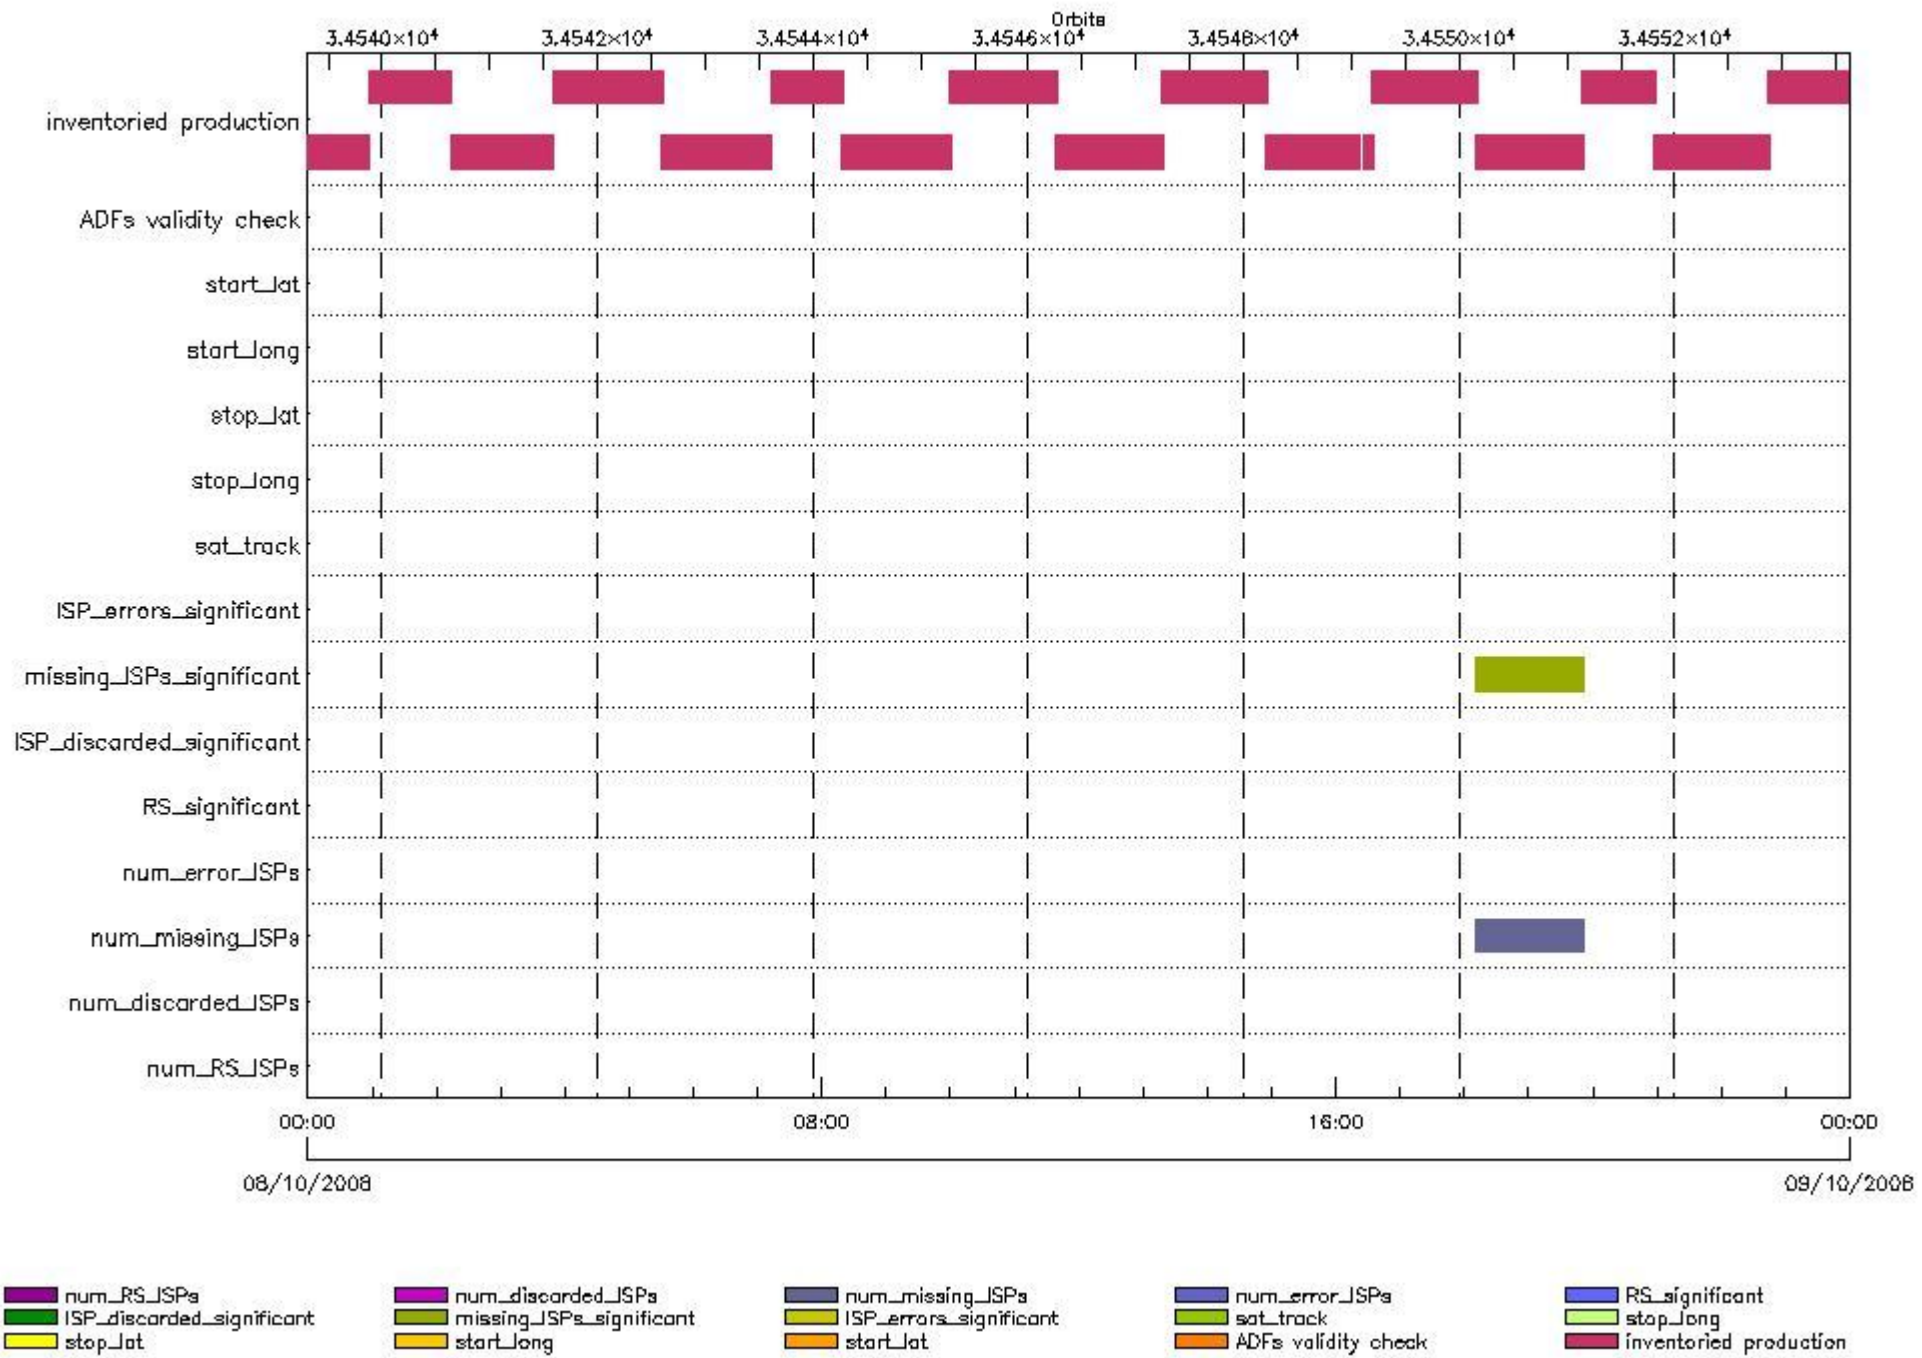 Orbits
3.4540×10⁴ 3.4542×10⁴ 3.4544×10⁴ 3.4546×10⁴ 3.4548×10⁴ 3.4550×10⁴ 3.4552×10⁴
inventoried production
ADFs validity check
start_lat
start_long
stop_lat
stop_long
sat_track
ISP_errors_significant
missing_ISPs_significant
ISP_discarded_significant
RS_significant
num_error_ISPs
num_missing_ISPs
num_discarded_ISPs
num_RS_ISPs
00:00 08:00 16:00 00:00
08/10/2008 09/10/2008
num_RS_ISPs num_discarded_ISPs num_missing_ISPs num_error_ISPs RS_significant
ISP_discarded_significant missing_ISPs_significant ISP_errors_significant sat_track stop_long
stop_lat start_long start_lat ADFs validity check inventoried production